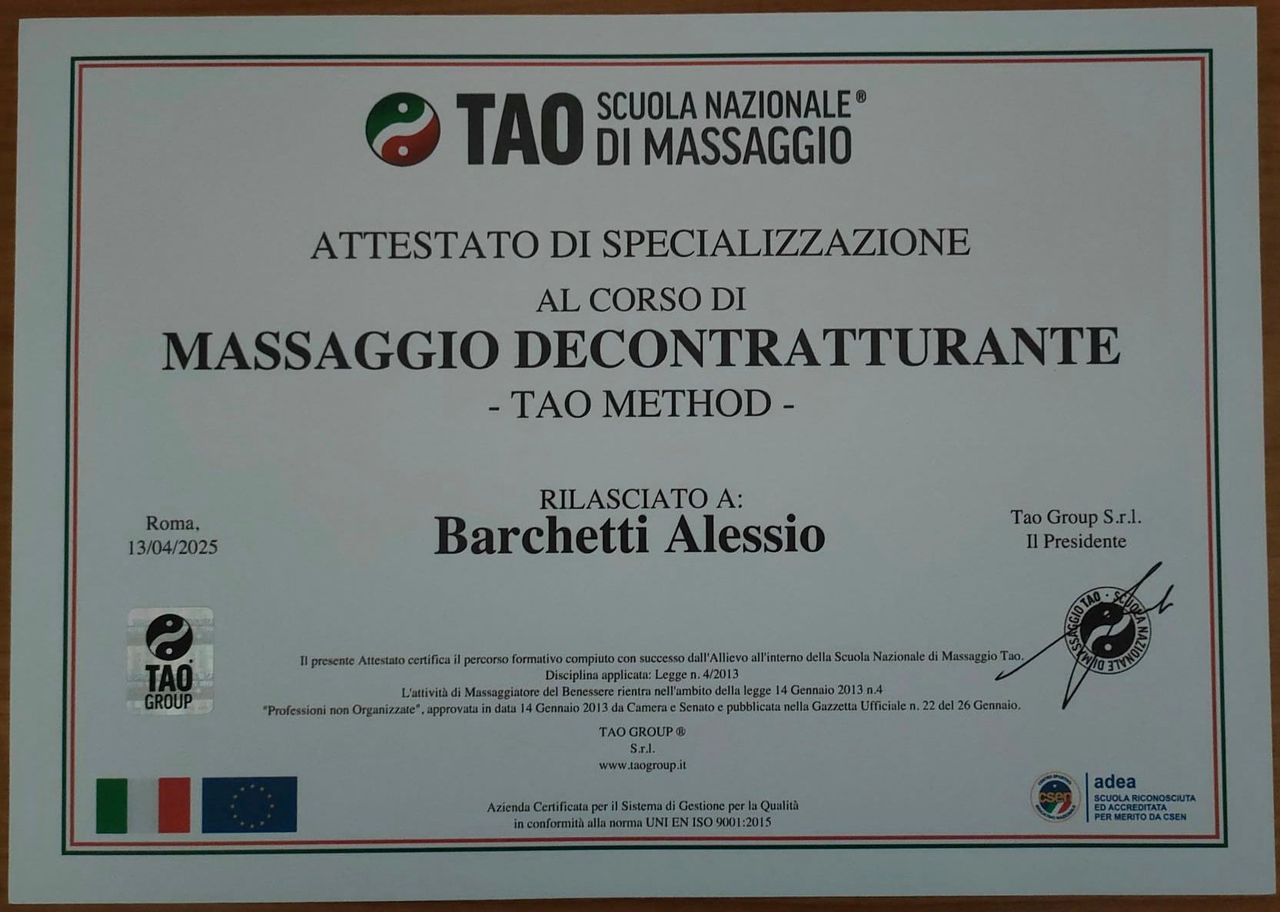 TAO SCUOLA NAZIONALE®
DI MASSAGGIO
ATTESTATO DI SPECIALIZZAZIONE
AL CORSO DI
MASSAGGIO DECONTRATTURANTE
- TAO METHOD -
RILASCIATO A:
Barchetti Alessio
Roma,
13/04/2025
Tao Group S.r.l.
Il Presidente
TAO®
GROUP
MASSAGGIO TAO · SCUOLA NAZIONALE DI
Il presente Attestato certifica il percorso formativo compiuto con successo dall'Allievo all'interno della Scuola Nazionale di Massaggio Tao.
Disciplina applicata: Legge n. 4/2013
L'attività di Massaggiatore del Benessere rientra nell'ambito della legge 14 Gennaio 2013 n.4
"Professioni non Organizzate", approvata in data 14 Gennaio 2013 da Camera e Senato e pubblicata nella Gazzetta Ufficiale n. 22 del 26 Gennaio.
TAO GROUP ®
S.r.l.
www.taogroup.it
Azienda Certificata per il Sistema di Gestione per la Qualità
in conformità alla norma UNI EN ISO 9001:2015
csen
adea
SCUOLA RICONOSCIUTA
ED ACCREDITATA
PER MERITO DA CSEN